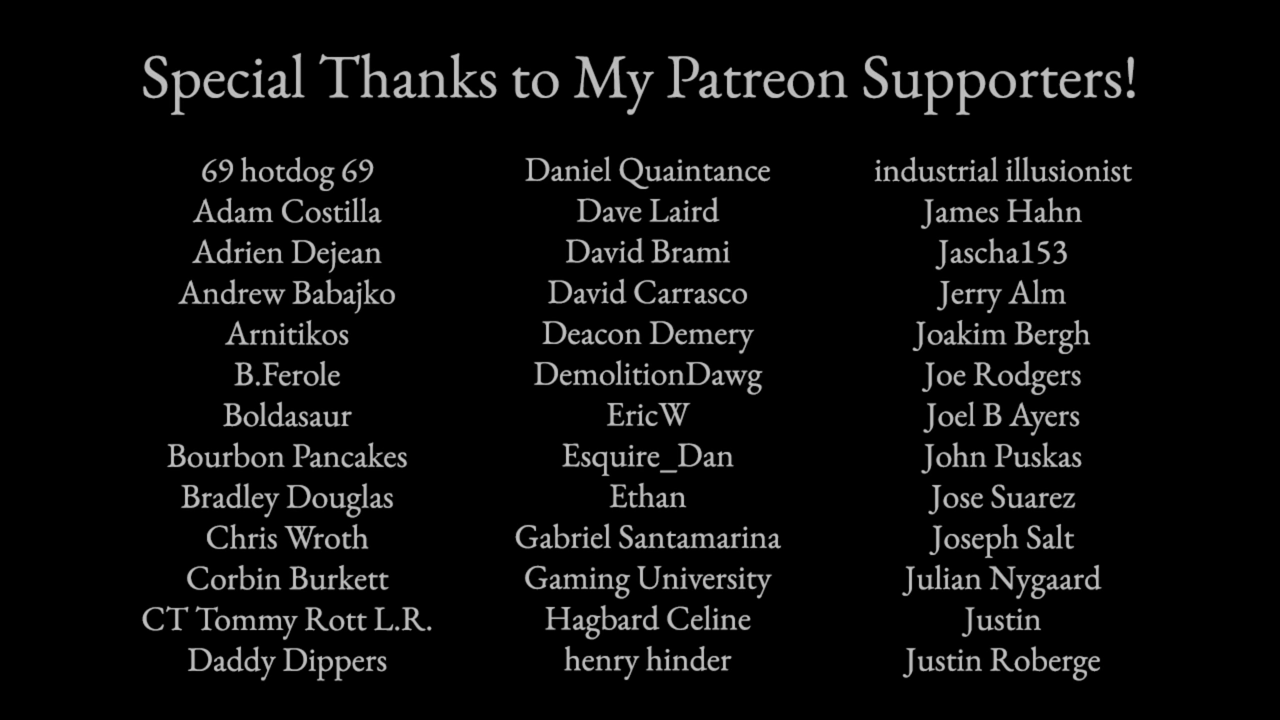 Special Thanks to My Patreon Supporters!
69 hotdog 69
Adam Costilla
Adrien Dejean
Andrew Babajko
Arnitikos
B.Ferole
Boldasaur
Bourbon Pancakes
Bradley Douglas
Chris Wroth
Corbin Burkett
CT Tommy Rott L.R.
Daddy Dippers
Daniel Quaintance
Dave Laird
David Brami
David Carrasco
Deacon Demery
DemolitionDawg
EricW
Esquire_Dan
Ethan
Gabriel Santamarina
Gaming University
Hagbard Celine
henry hinder
industrial illusionist
James Hahn
Jascha153
Jerry Alm
Joakim Bergh
Joe Rodgers
Joel B Ayers
John Puskas
Jose Suarez
Joseph Salt
Julian Nygaard
Justin
Justin Roberge